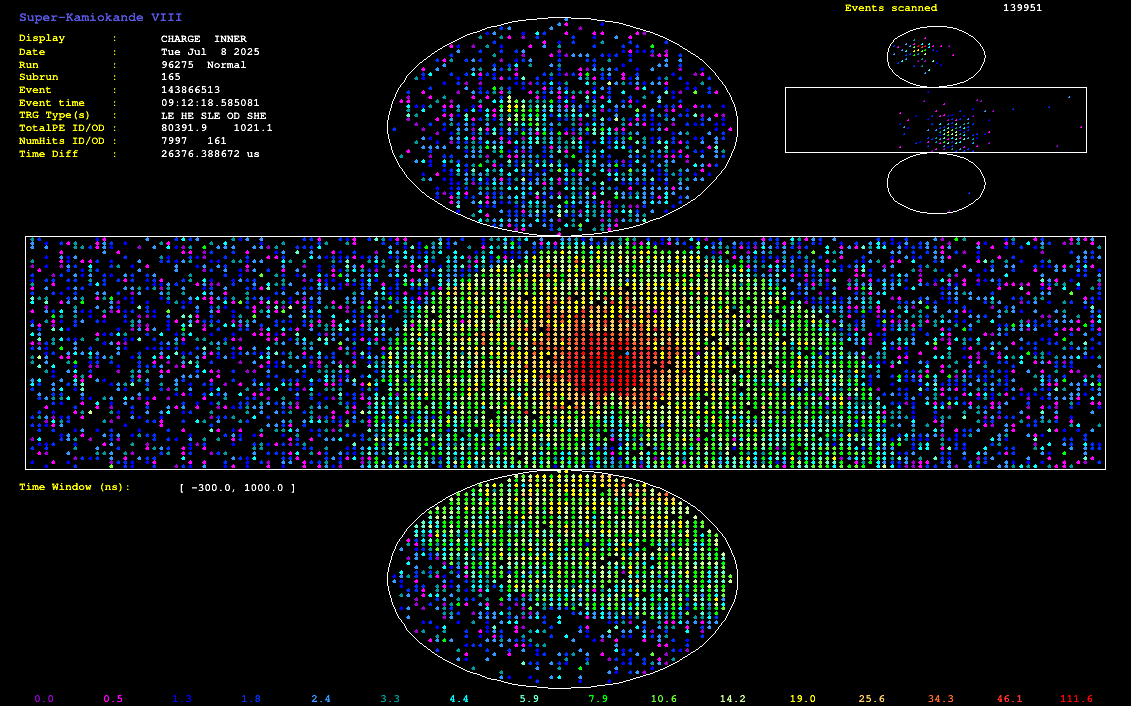 Super-Kamiokande VIII
Events scanned 139951
Display : CHARGE INNER
Date : Tue Jul 8 2025
Run : 96275 Normal
Subrun : 165
Event : 143866513
Event time : 09:12:18.585081
TRG Type(s) : LE HE SLE OD SHE
TotalPE ID/OD : 80391.9 1021.1
NumHits ID/OD : 7997 161
Time Diff : 26376.388672 us
Time Window (ns): [ -300.0, 1000.0 ]
0.0 0.5 1.3 1.8 2.4 3.3 4.4 5.9 7.9 10.6 14.2 19.0 25.6 34.3 46.1 111.6